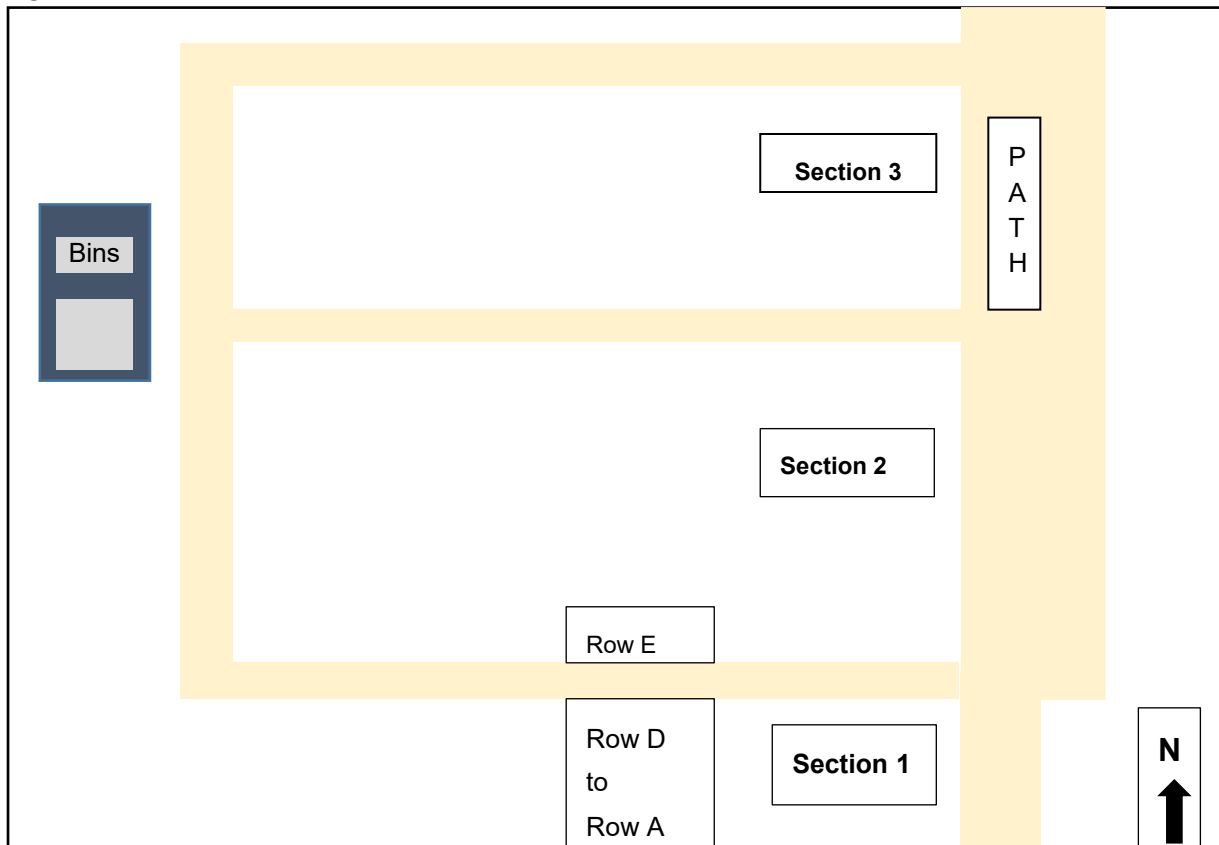 Section 3
P
A
T
H
Bins
Section 2
Row E
Row D
to
Row A
Section 1
N